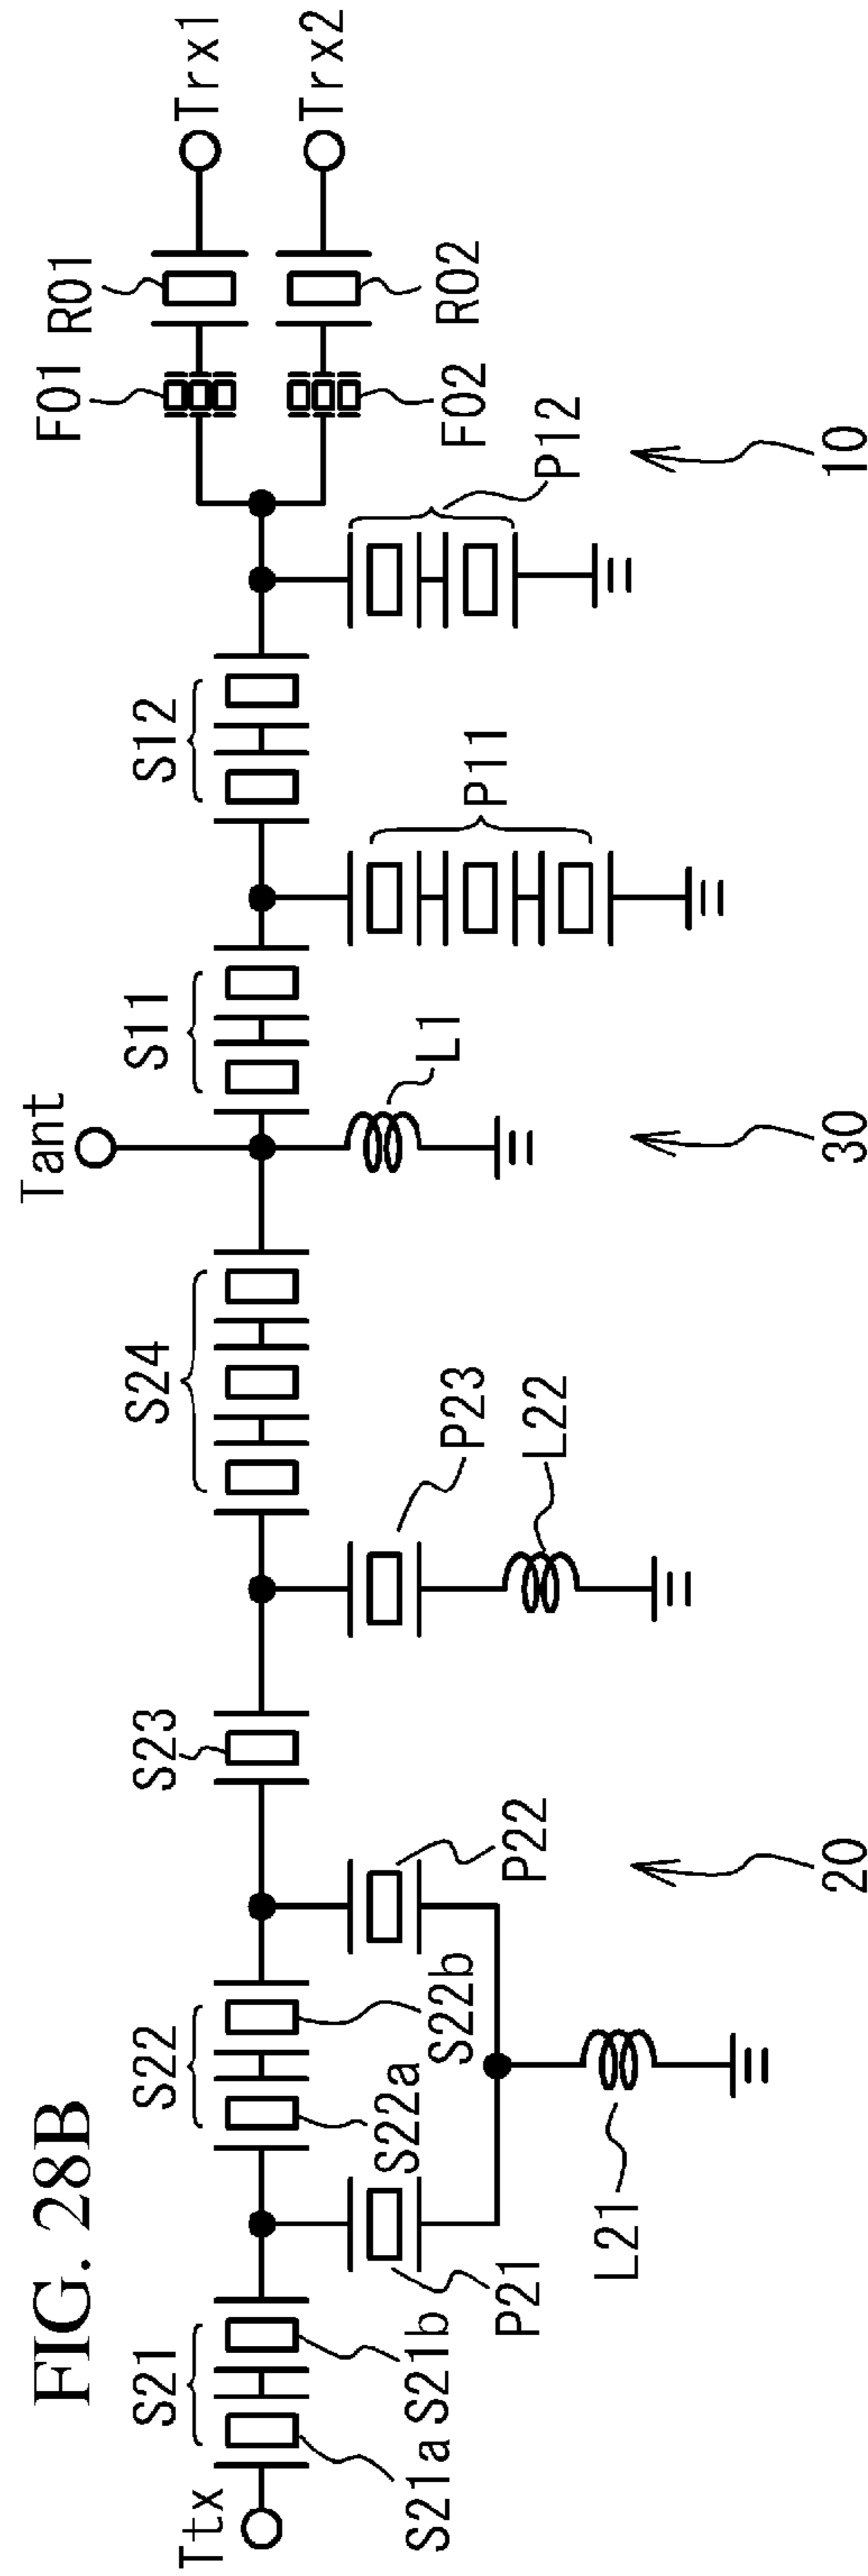 FIG. 28B
Ttx
S21
S21a
S21b
P21
S22
S22a
S22b
P22
L21
S23
P23
L22
S24
Tant
L1
S11
P11
S12
P12
F01
R01
Trx1
F02
R02
Trx2
20
30
10